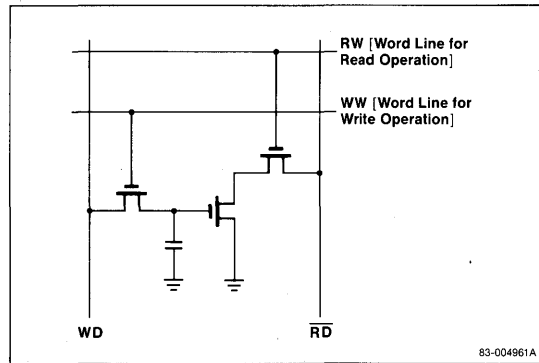 RW [Word Line for
Read Operation]
WW [Word Line for
Write Operation]
WD
RD
83-004961A